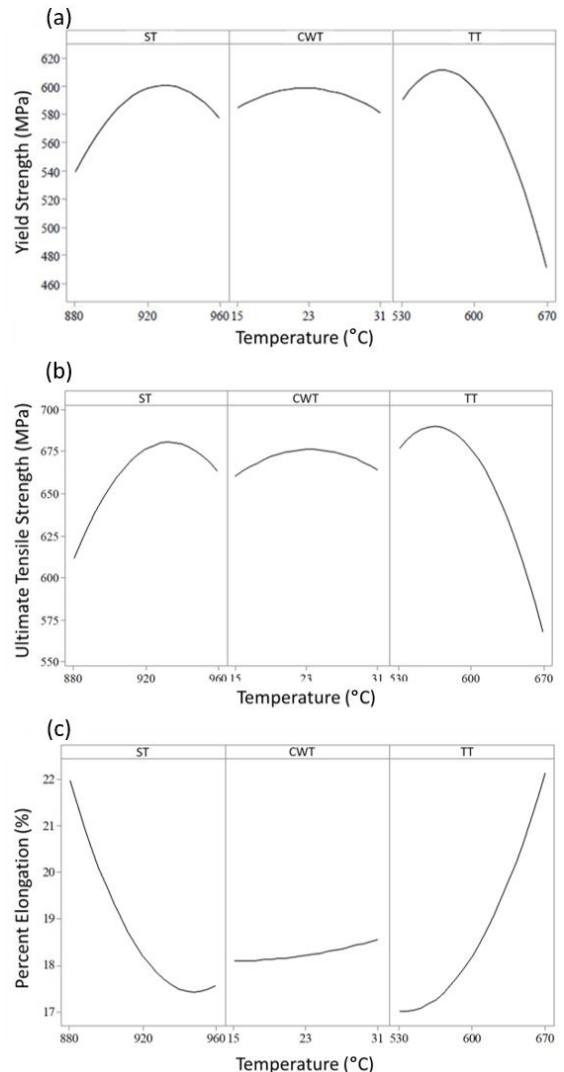 (a)
ST CWT TT
Yield Strength (MPa)
620
600
580
560
540
520
500
480
460
880 920 960 15 23 31 530 600 670
Temperature (°C)
(b)
ST CWT TT
Ultimate Tensile Strength (MPa)
700
675
650
625
600
575
550
880 920 960 15 23 31 530 600 670
Temperature (°C)
(c)
ST CWT TT
Percent Elongation (%)
22
21
20
19
18
17
880 920 960 15 23 31 530 600 670
Temperature (°C)